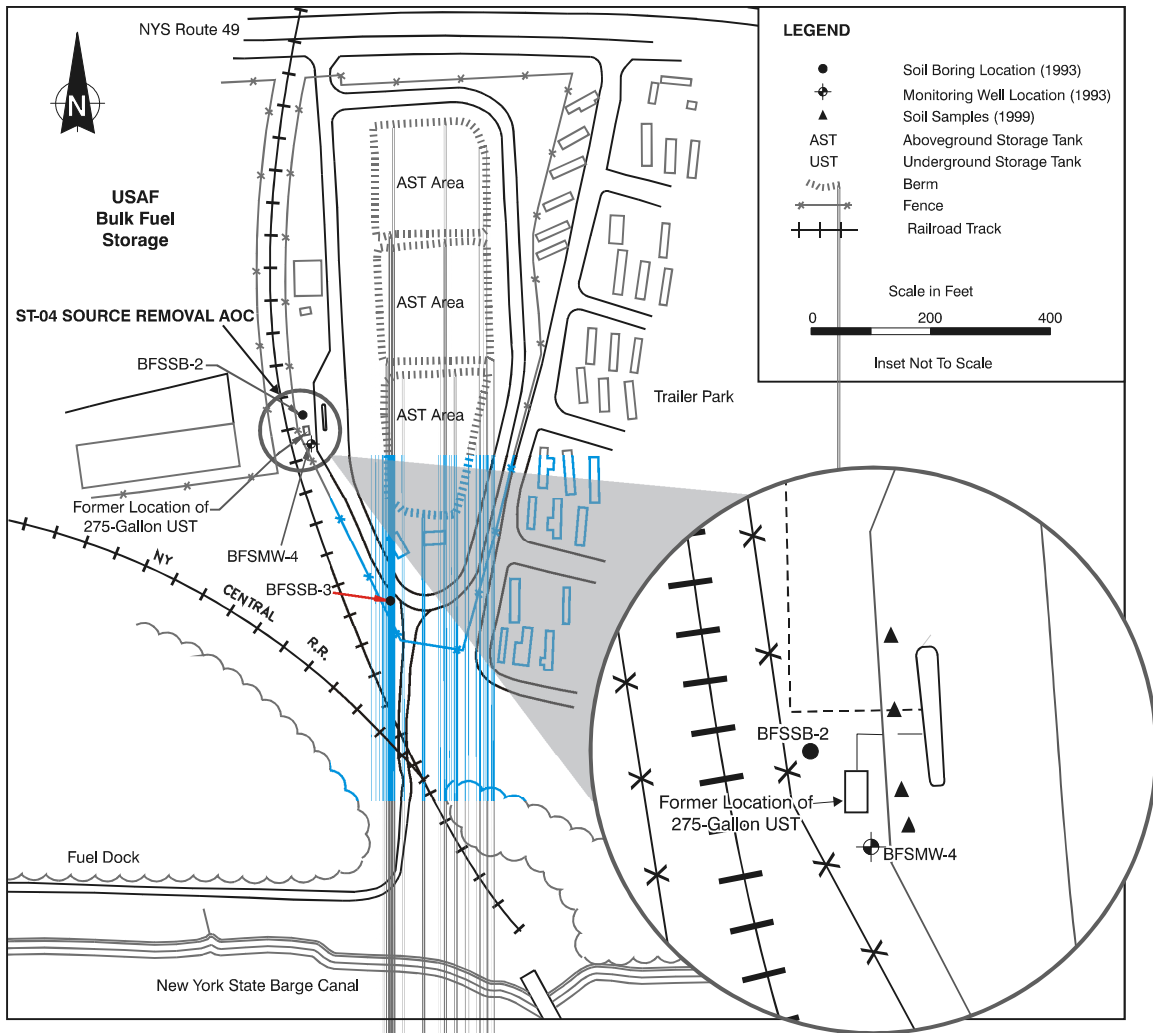 NYS Route 49
N
USAF
Bulk Fuel
Storage
ST-04 SOURCE REMOVAL AOC
BFSSB-2
AST Area
AST Area
AST Area
Trailer Park
Former Location of
275-Gallon UST
BFSMW-4
BFSSB-3
NY
CENTRAL
R.R.
Fuel Dock
New York State Barge Canal
LEGEND
Soil Boring Location (1993)
Monitoring Well Location (1993)
Soil Samples (1999)
AST Aboveground Storage Tank
UST Underground Storage Tank
Berm
Fence
Railroad Track
Scale in Feet
0 200 400
Inset Not To Scale
BFSSB-2
Former Location of
275-Gallon UST
BFSMW-4